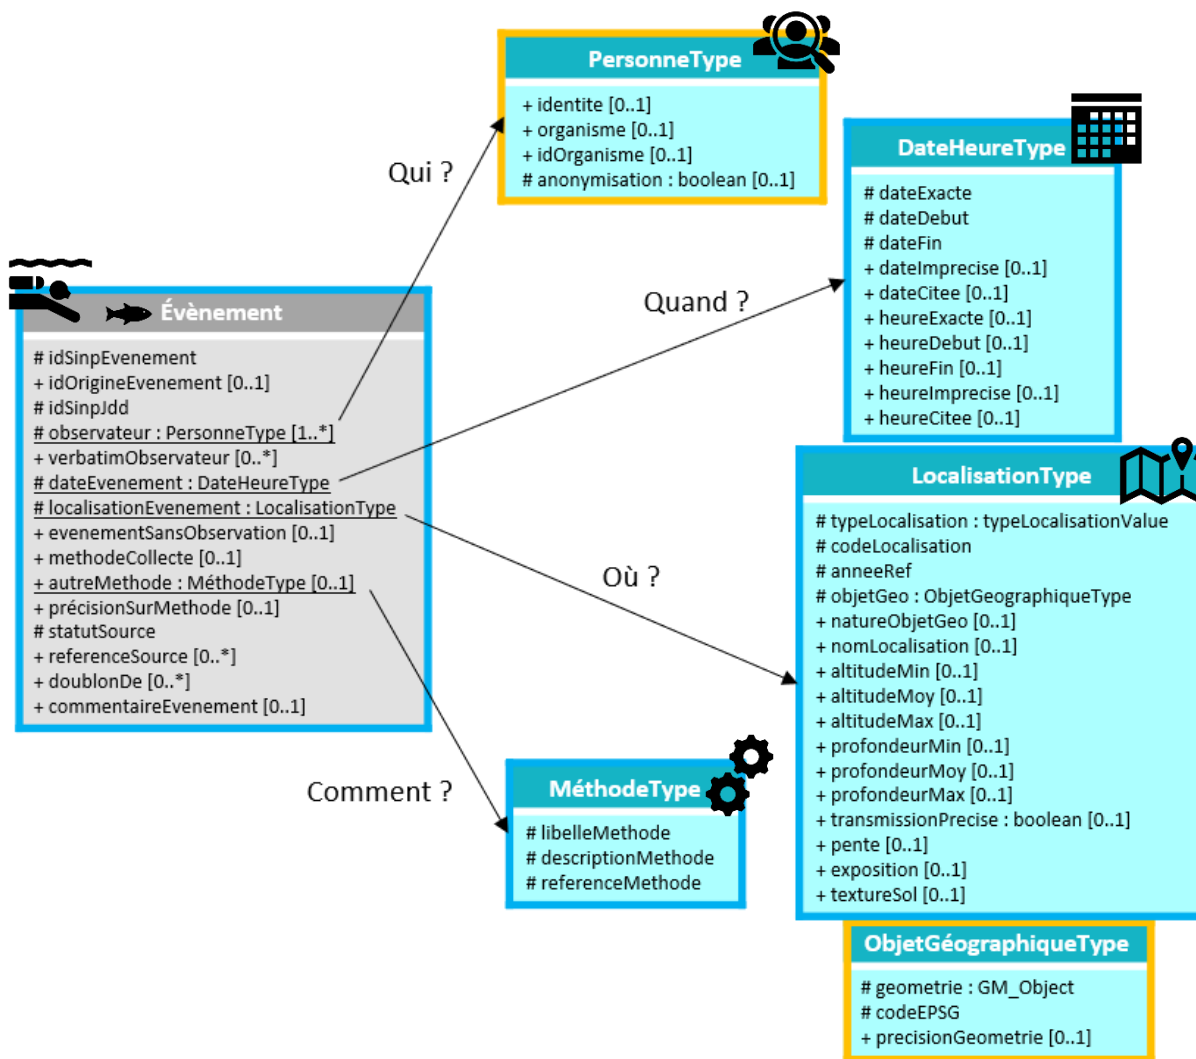 PersonneType
+ identite [0..1]
+ organisme [0..1]
+ idOrganisme [0..1]
# anonymisation : boolean [0..1]
Qui ?
DateHeureType
# dateExacte
# dateDebut
# dateFin
+ dateImprecise [0..1]
+ dateCitee [0..1]
+ heureExacte [0..1]
+ heureDebut [0..1]
+ heureFin [0..1]
+ heureImprecise [0..1]
+ heureCitee [0..1]
Quand ?
Évènement
# idSinpEvenement
+ idOrigineEvenement [0..1]
# idSinpJdd
# observateur : PersonneType [1..*]
+ verbatimObservateur [0..*]
# dateEvenement : DateHeureType
# localisationEvenement : LocalisationType
+ evenementSansObservation [0..1]
+ methodeCollecte [0..1]
+ autreMethode : MéthodeType [0..1]
+ précisionSurMethode [0..1]
# statutSource
+ referenceSource [0..*]
+ doublonDe [0..*]
+ commentaireEvenement [0..1]
Où ?
LocalisationType
# typeLocalisation : typeLocalisationValue
# codeLocalisation
# anneeRef
# objetGeo : ObjetGeographiqueType
+ natureObjetGeo [0..1]
+ nomLocalisation [0..1]
+ altitudeMin [0..1]
+ altitudeMoy [0..1]
+ altitudeMax [0..1]
+ profondeurMin [0..1]
+ profondeurMoy [0..1]
+ profondeurMax [0..1]
+ transmissionPrecise : boolean [0..1]
+ pente [0..1]
+ exposition [0..1]
+ textureSol [0..1]
Comment ?
MéthodeType
# libelleMethode
# descriptionMethode
# referenceMethode
ObjetGéographiqueType
# geometrie : GM_Object
# codeEPSG
+ precisionGeometrie [0..1]